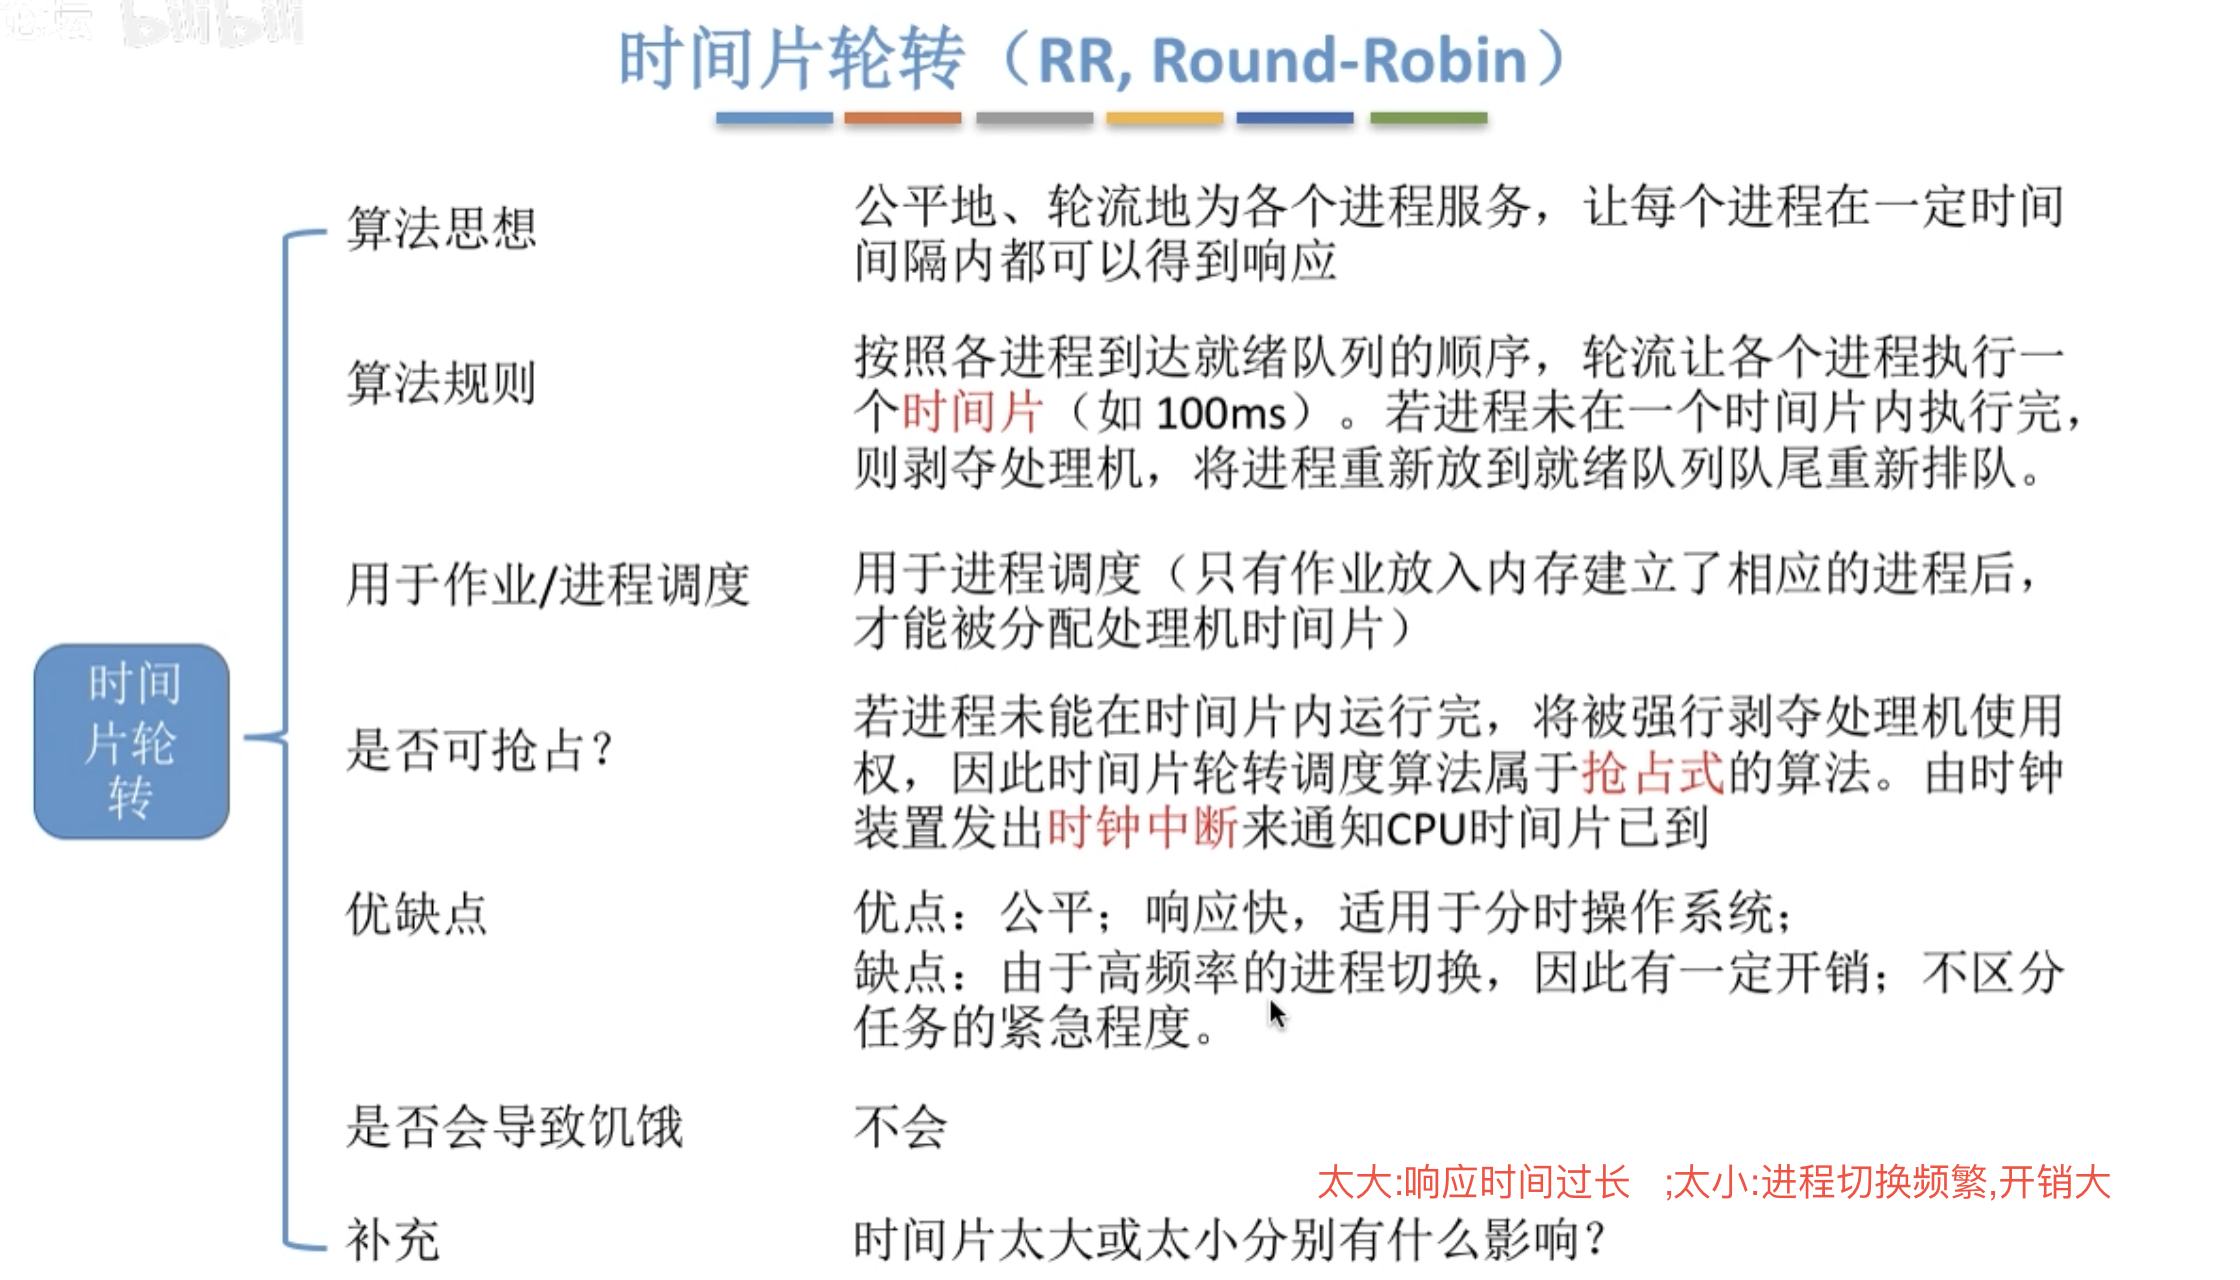 论坛 bilibili
时间片轮转（RR, Round-Robin）
算法思想
公平地、轮流地为各个进程服务，让每个进程在一定时间
间隔内都可以得到响应
算法规则
按照各进程到达就绪队列的顺序，轮流让各个进程执行一
个时间片（如 100ms）。若进程未在一个时间片内执行完，
则剥夺处理机，将进程重新放到就绪队列队尾重新排队。
用于作业/进程调度
用于进程调度（只有作业放入内存建立了相应的进程后，
才能被分配处理机时间片）
时间
片轮
转
是否可抢占？
若进程未能在时间片内运行完，将被强行剥夺处理机使用
权，因此时间片轮转调度算法属于抢占式的算法。由时钟
装置发出时钟中断来通知CPU时间片已到
优缺点
优点：公平；响应快，适用于分时操作系统；
缺点：由于高频率的进程切换，因此有一定开销；不区分
任务的紧急程度。
是否会导致饥饿
不会
太大:响应时间过长 ;太小:进程切换频繁,开销大
补充
时间片太大或太小分别有什么影响？